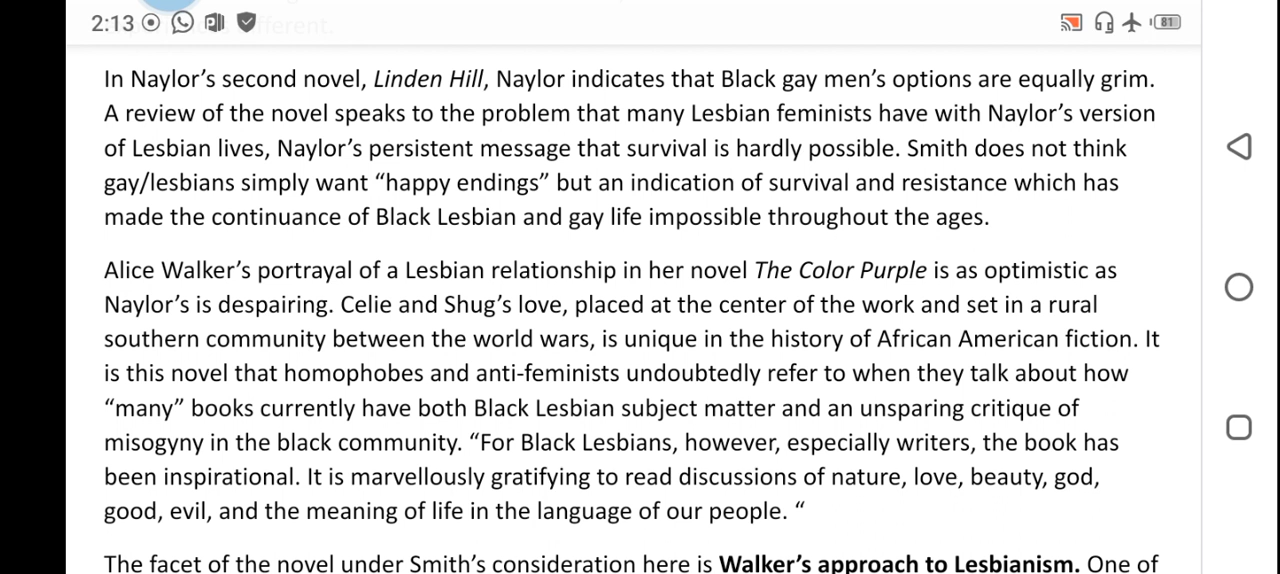 2:13
81
In Naylor’s second novel, Linden Hill, Naylor indicates that Black gay men’s options are equally grim.
A review of the novel speaks to the problem that many Lesbian feminists have with Naylor’s version
of Lesbian lives, Naylor’s persistent message that survival is hardly possible. Smith does not think
gay/lesbians simply want “happy endings” but an indication of survival and resistance which has
made the continuance of Black Lesbian and gay life impossible throughout the ages.
Alice Walker’s portrayal of a Lesbian relationship in her novel The Color Purple is as optimistic as
Naylor’s is despairing. Celie and Shug’s love, placed at the center of the work and set in a rural
southern community between the world wars, is unique in the history of African American fiction. It
is this novel that homophobes and anti-feminists undoubtedly refer to when they talk about how
“many” books currently have both Black Lesbian subject matter and an unsparing critique of
misogyny in the black community. “For Black Lesbians, however, especially writers, the book has
been inspirational. It is marvellously gratifying to read discussions of nature, love, beauty, god,
good, evil, and the meaning of life in the language of our people. “
The facet of the novel under Smith’s consideration here is Walker’s approach to Lesbianism. One of